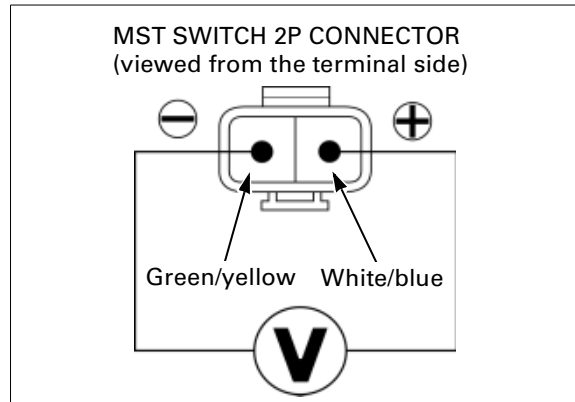 MST SWITCH 2P CONNECTOR
(viewed from the terminal side)
− +
Green/yellow White/blue
V